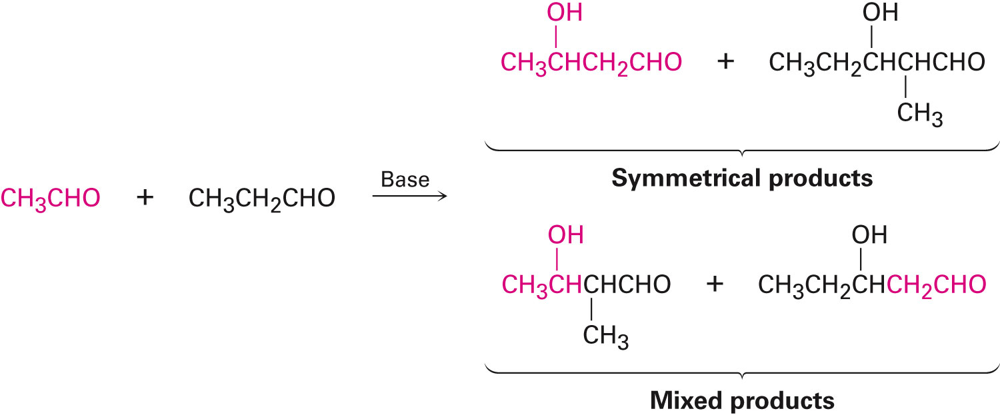 OH OH
CH₃CHCH₂CHO + CH₃CH₂CHCHCHO
CH₃
Symmetrical products
CH₃CHO + CH₃CH₂CHO Base
OH OH
CH₃CHCHCHO + CH₃CH₂CHCH₂CHO
CH₃
Mixed products